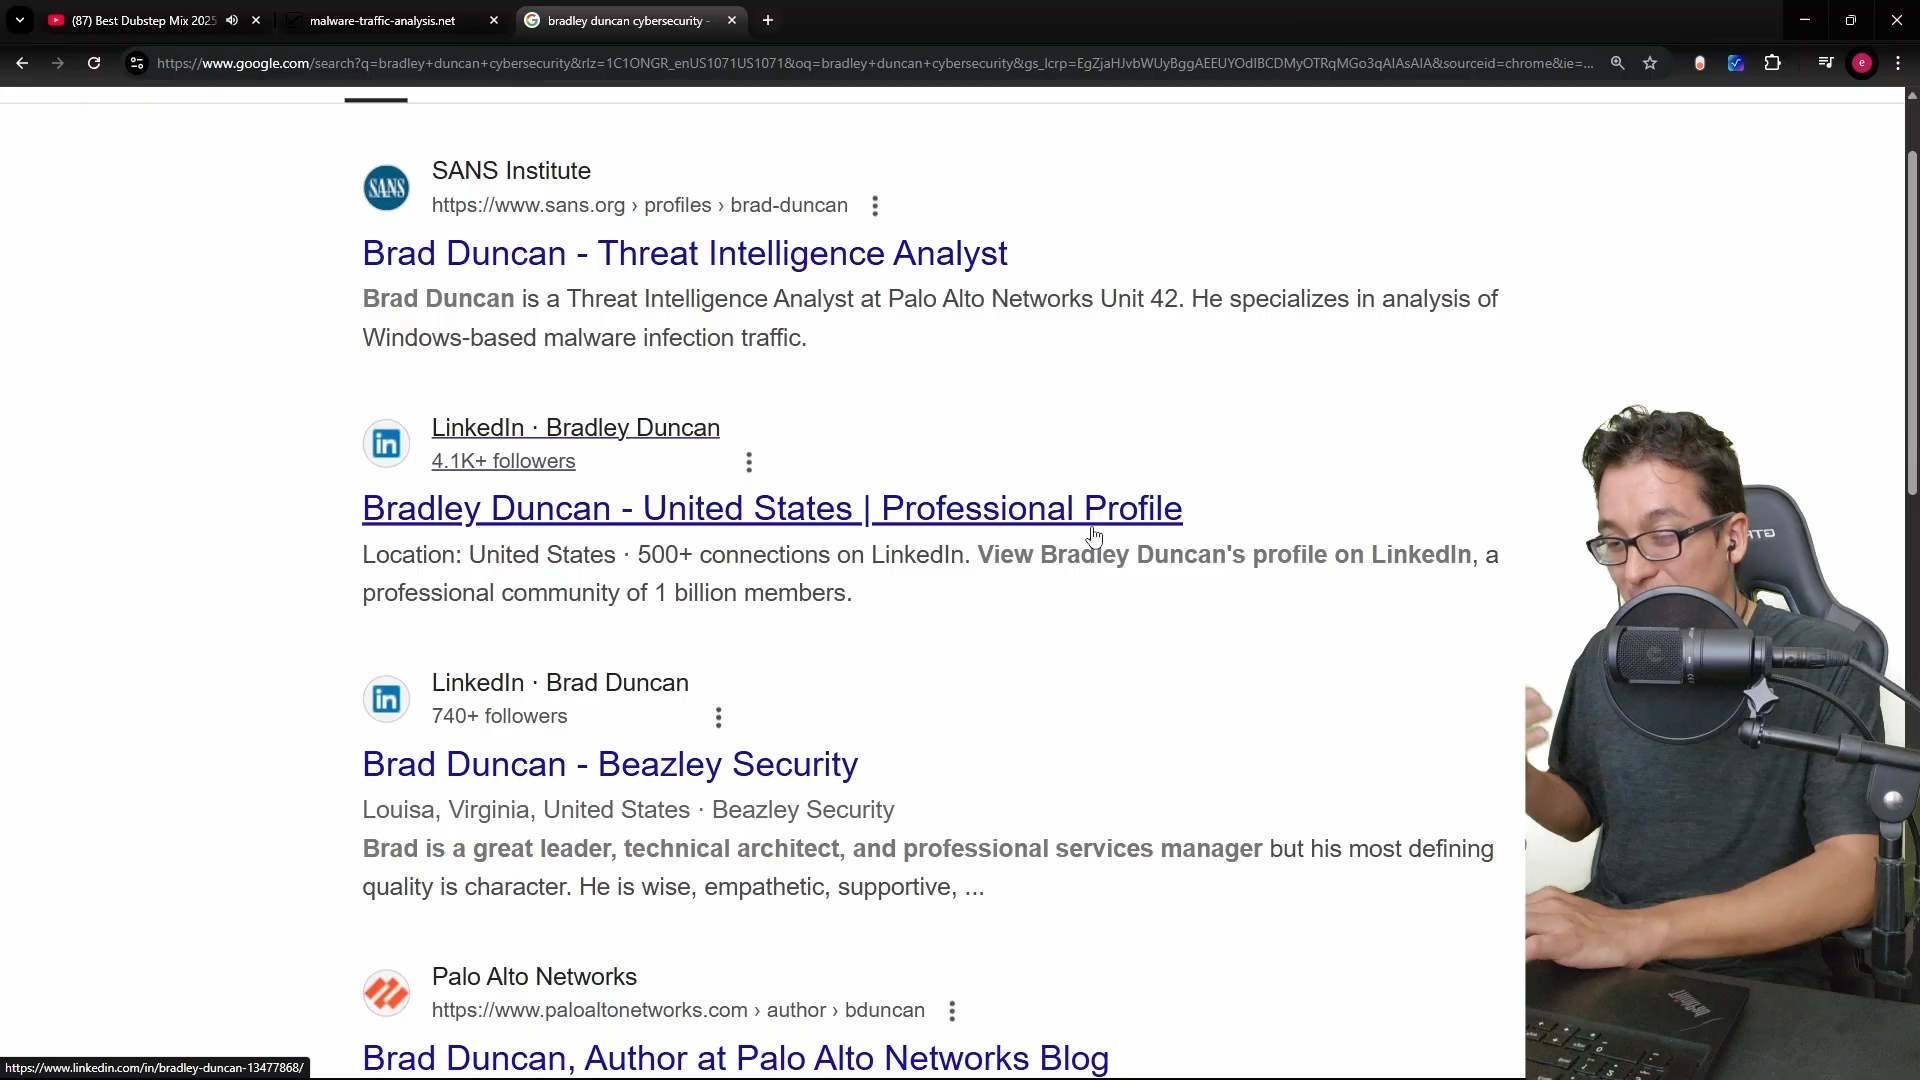 (87) Best Dubstep Mix 2025
malware-traffic-analysis.net
bradley duncan cybersecurity -
https://www.google.com/search?q=bradley+duncan+cybersecurity&rlz=1C1ONGR_enUS1071US1071&oq=bradley+duncan+cybersecurity&gs_lcrp=EgZjaHJvbWUyBggAEEUYOdIBCDMyOTRqMGo3qAIAsAIA&sourceid=chrome&ie=...
e
SANS
SANS Institute
https://www.sans.org › profiles › brad-duncan
Brad Duncan - Threat Intelligence Analyst
Brad Duncan is a Threat Intelligence Analyst at Palo Alto Networks Unit 42. He specializes in analysis of
Windows-based malware infection traffic.
in
LinkedIn · Bradley Duncan
4.1K+ followers
Bradley Duncan - United States | Professional Profile
Location: United States · 500+ connections on LinkedIn. View Bradley Duncan's profile on LinkedIn, a
professional community of 1 billion members.
in
LinkedIn · Brad Duncan
740+ followers
Brad Duncan - Beazley Security
Louisa, Virginia, United States · Beazley Security
Brad is a great leader, technical architect, and professional services manager but his most defining
quality is character. He is wise, empathetic, supportive, ...
Palo Alto Networks
https://www.paloaltonetworks.com › author › bduncan
Brad Duncan, Author at Palo Alto Networks Blog
https://www.linkedin.com/in/bradley-duncan-13477868/